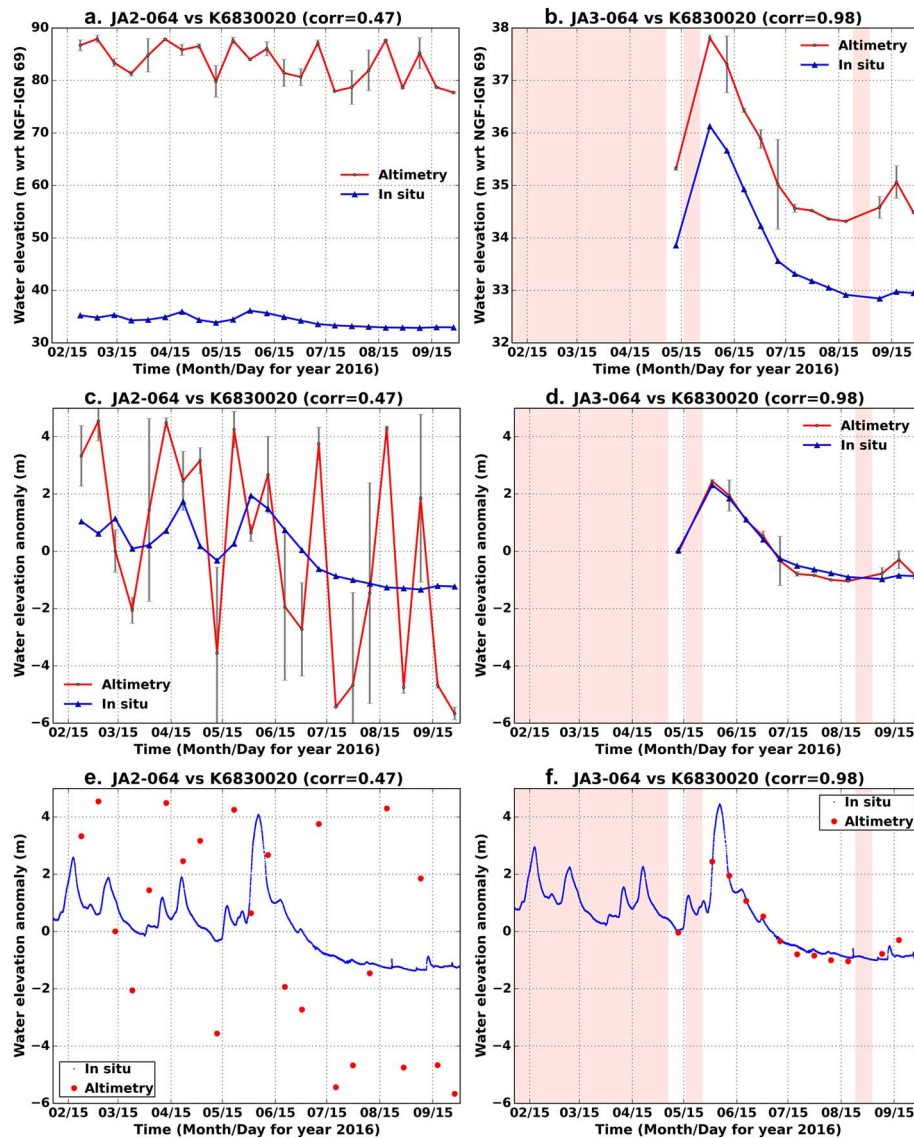 a. JA2-064 vs K6830020 (corr=0.47)
Water elevation (m wrt NGF-IGN 69)
90
80
70
60
50
40
30
Altimetry
In situ
02/15 03/15 04/15 05/15 06/15 07/15 08/15 09/15
Time (Month/Day for year 2016)
b. JA3-064 vs K6830020 (corr=0.98)
Water elevation (m wrt NGF-IGN 69)
38
37
36
35
34
33
32
Altimetry
In situ
02/15 03/15 04/15 05/15 06/15 07/15 08/15 09/15
Time (Month/Day for year 2016)
c. JA2-064 vs K6830020 (corr=0.47)
Water elevation anomaly (m)
4
2
0
−2
−4
−6
Altimetry
In situ
02/15 03/15 04/15 05/15 06/15 07/15 08/15 09/15
Time (Month/Day for year 2016)
d. JA3-064 vs K6830020 (corr=0.98)
Water elevation anomaly (m)
4
2
0
−2
−4
−6
Altimetry
In situ
02/15 03/15 04/15 05/15 06/15 07/15 08/15 09/15
Time (Month/Day for year 2016)
e. JA2-064 vs K6830020 (corr=0.47)
Water elevation anomaly (m)
4
2
0
−2
−4
−6
In situ
Altimetry
02/15 03/15 04/15 05/15 06/15 07/15 08/15 09/15
Time (Month/Day for year 2016)
f. JA3-064 vs K6830020 (corr=0.98)
Water elevation anomaly (m)
4
2
0
−2
−4
−6
In situ
Altimetry
02/15 03/15 04/15 05/15 06/15 07/15 08/15 09/15
Time (Month/Day for year 2016)